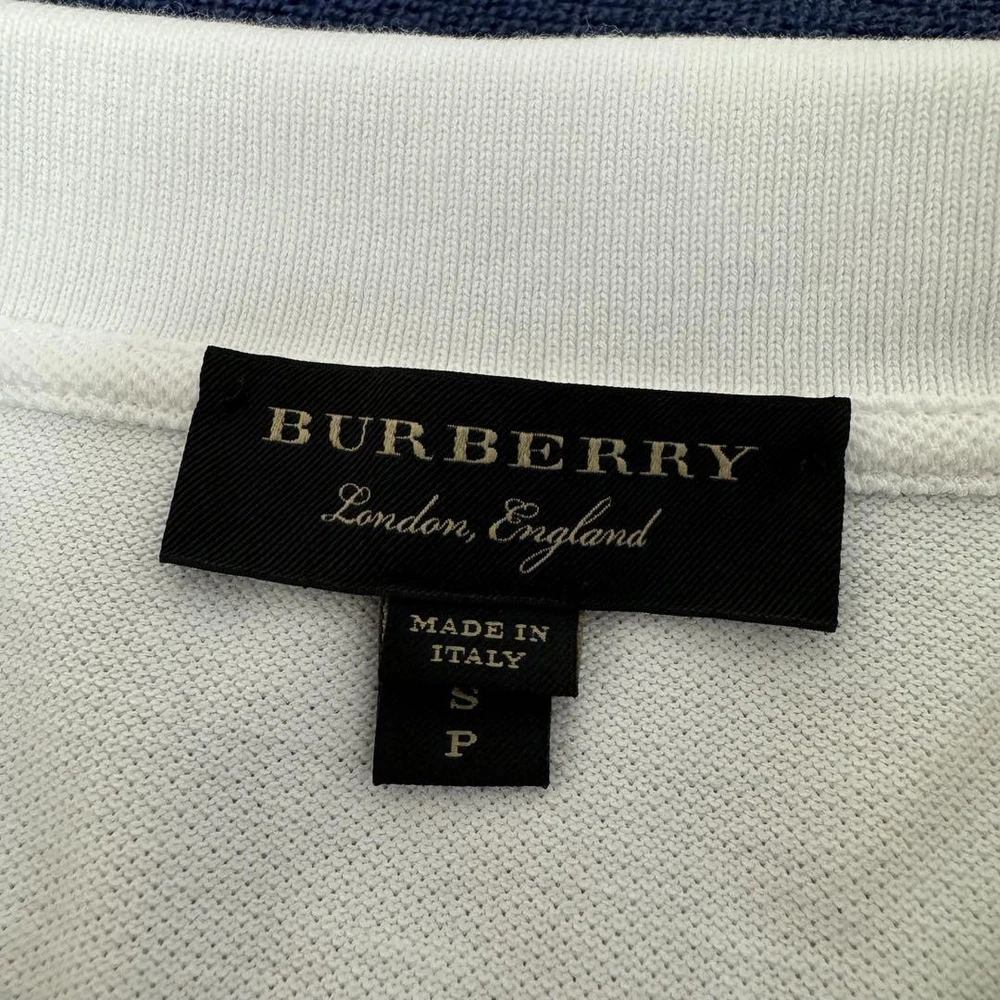 BURBERRY
London, England
MADE IN
ITALY
S
P